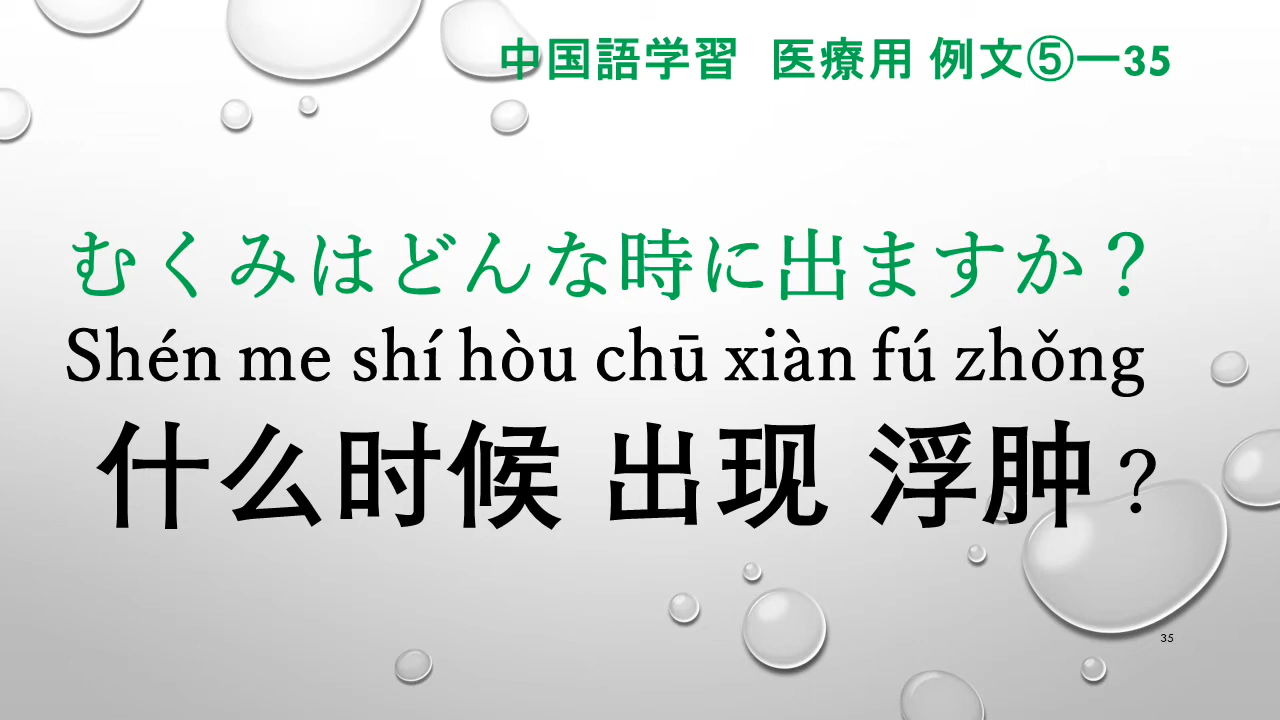 中国語学習 医療用 例文⑤ー35
むくみはどんな時に出ますか？
Shén me shí hòu chū xiàn fú zhǒng
什么时候 出现 浮肿？
35